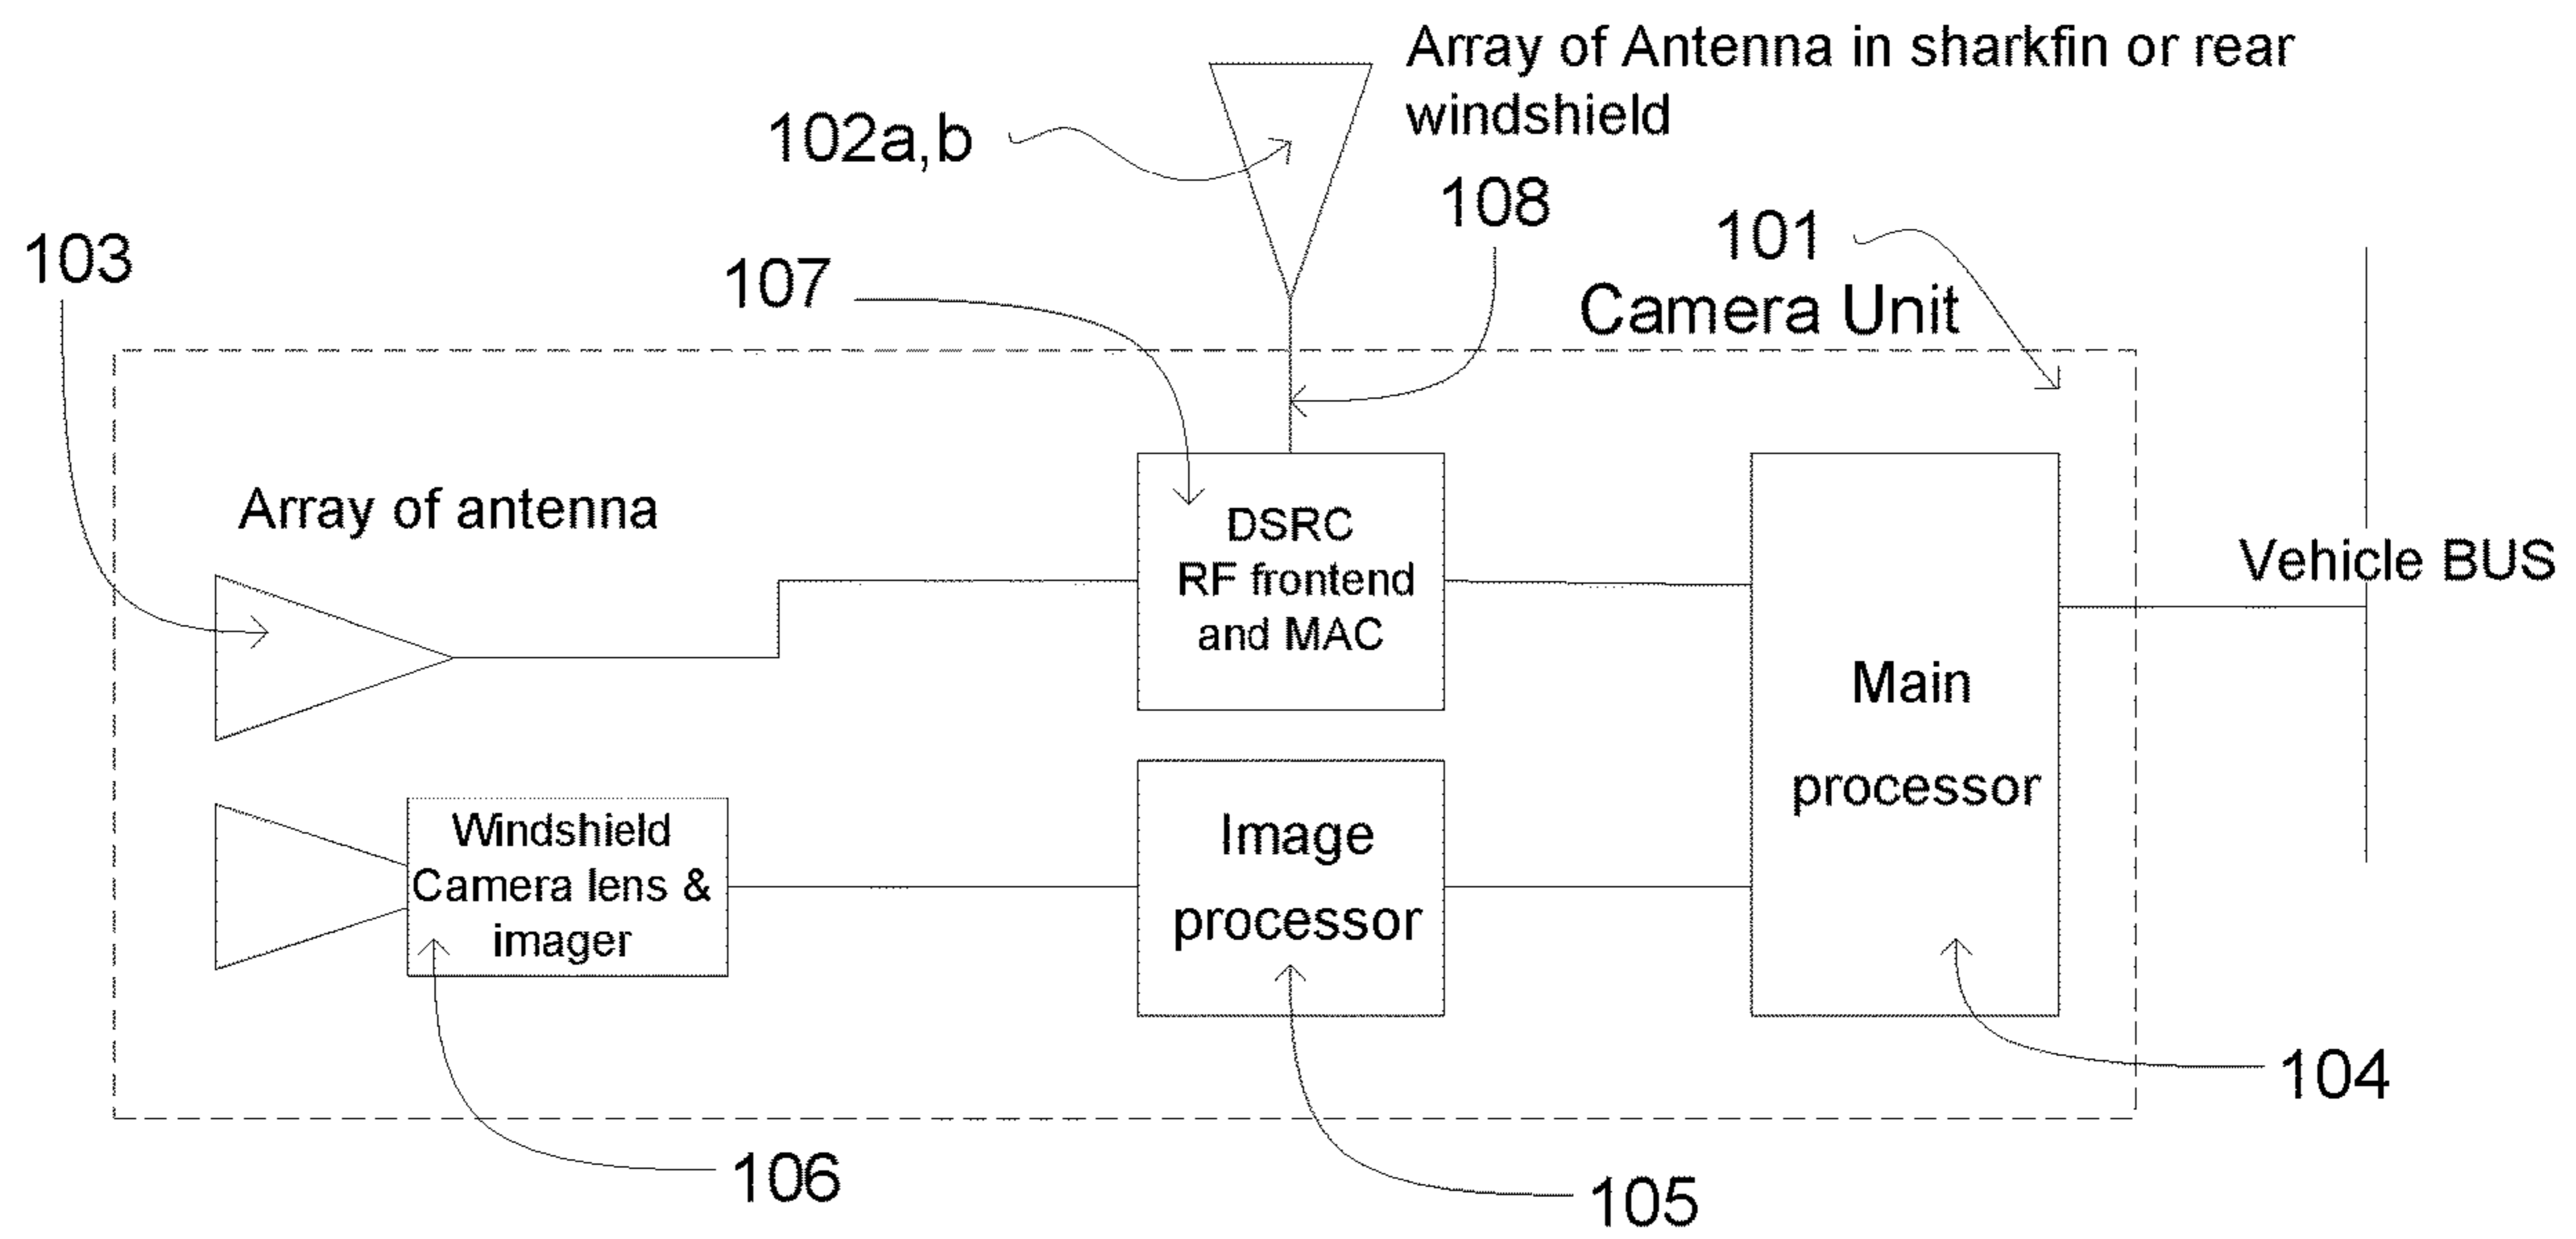 Array of Antenna in sharkfin or rear
windshield
102a,b
108
101
103
107
Camera Unit
Array of antenna
DSRC
RF frontend
and MAC
Vehicle BUS
Main
processor
Windshield
Camera lens &
imager
Image
processor
104
106
105